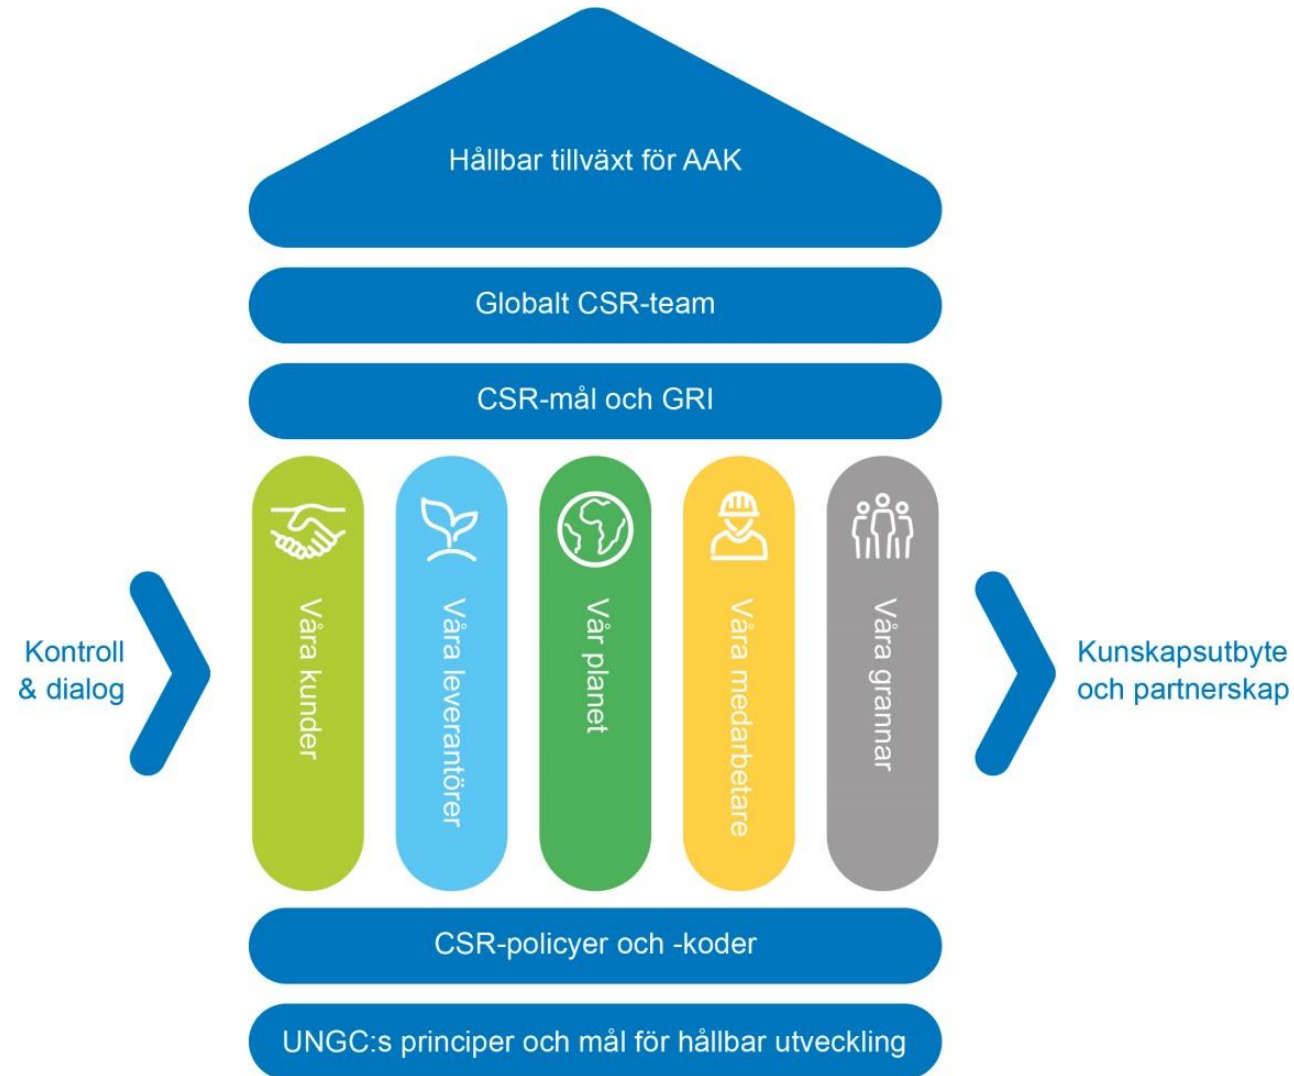 Hållbar tillväxt för AAK
Globalt CSR-team
CSR-mål och GRI
Kontroll
& dialog
Våra kunder
Våra leverantörer
Vår planet
Våra medarbetare
Våra grannar
Kunskapsutbyte
och partnerskap
CSR-policyer och -koder
UNGC:s principer och mål för hållbar utveckling